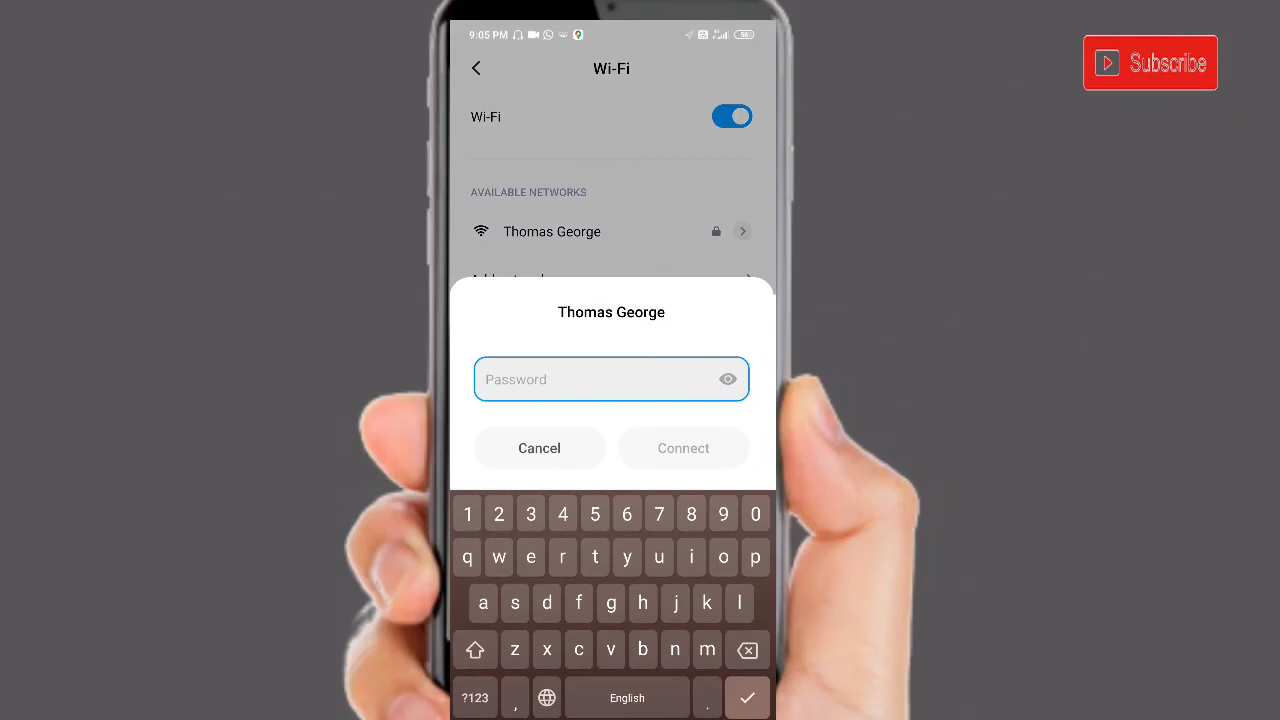 9:05 PM 58
Wi-Fi
Wi-Fi
AVAILABLE NETWORKS
Thomas George
Thomas George
Password
Cancel Connect
1 2 3 4 5 6 7 8 9 0
q w e r t y u i o p
a s d f g h j k l
z x c v b n m
?123 , English .
Subscribe